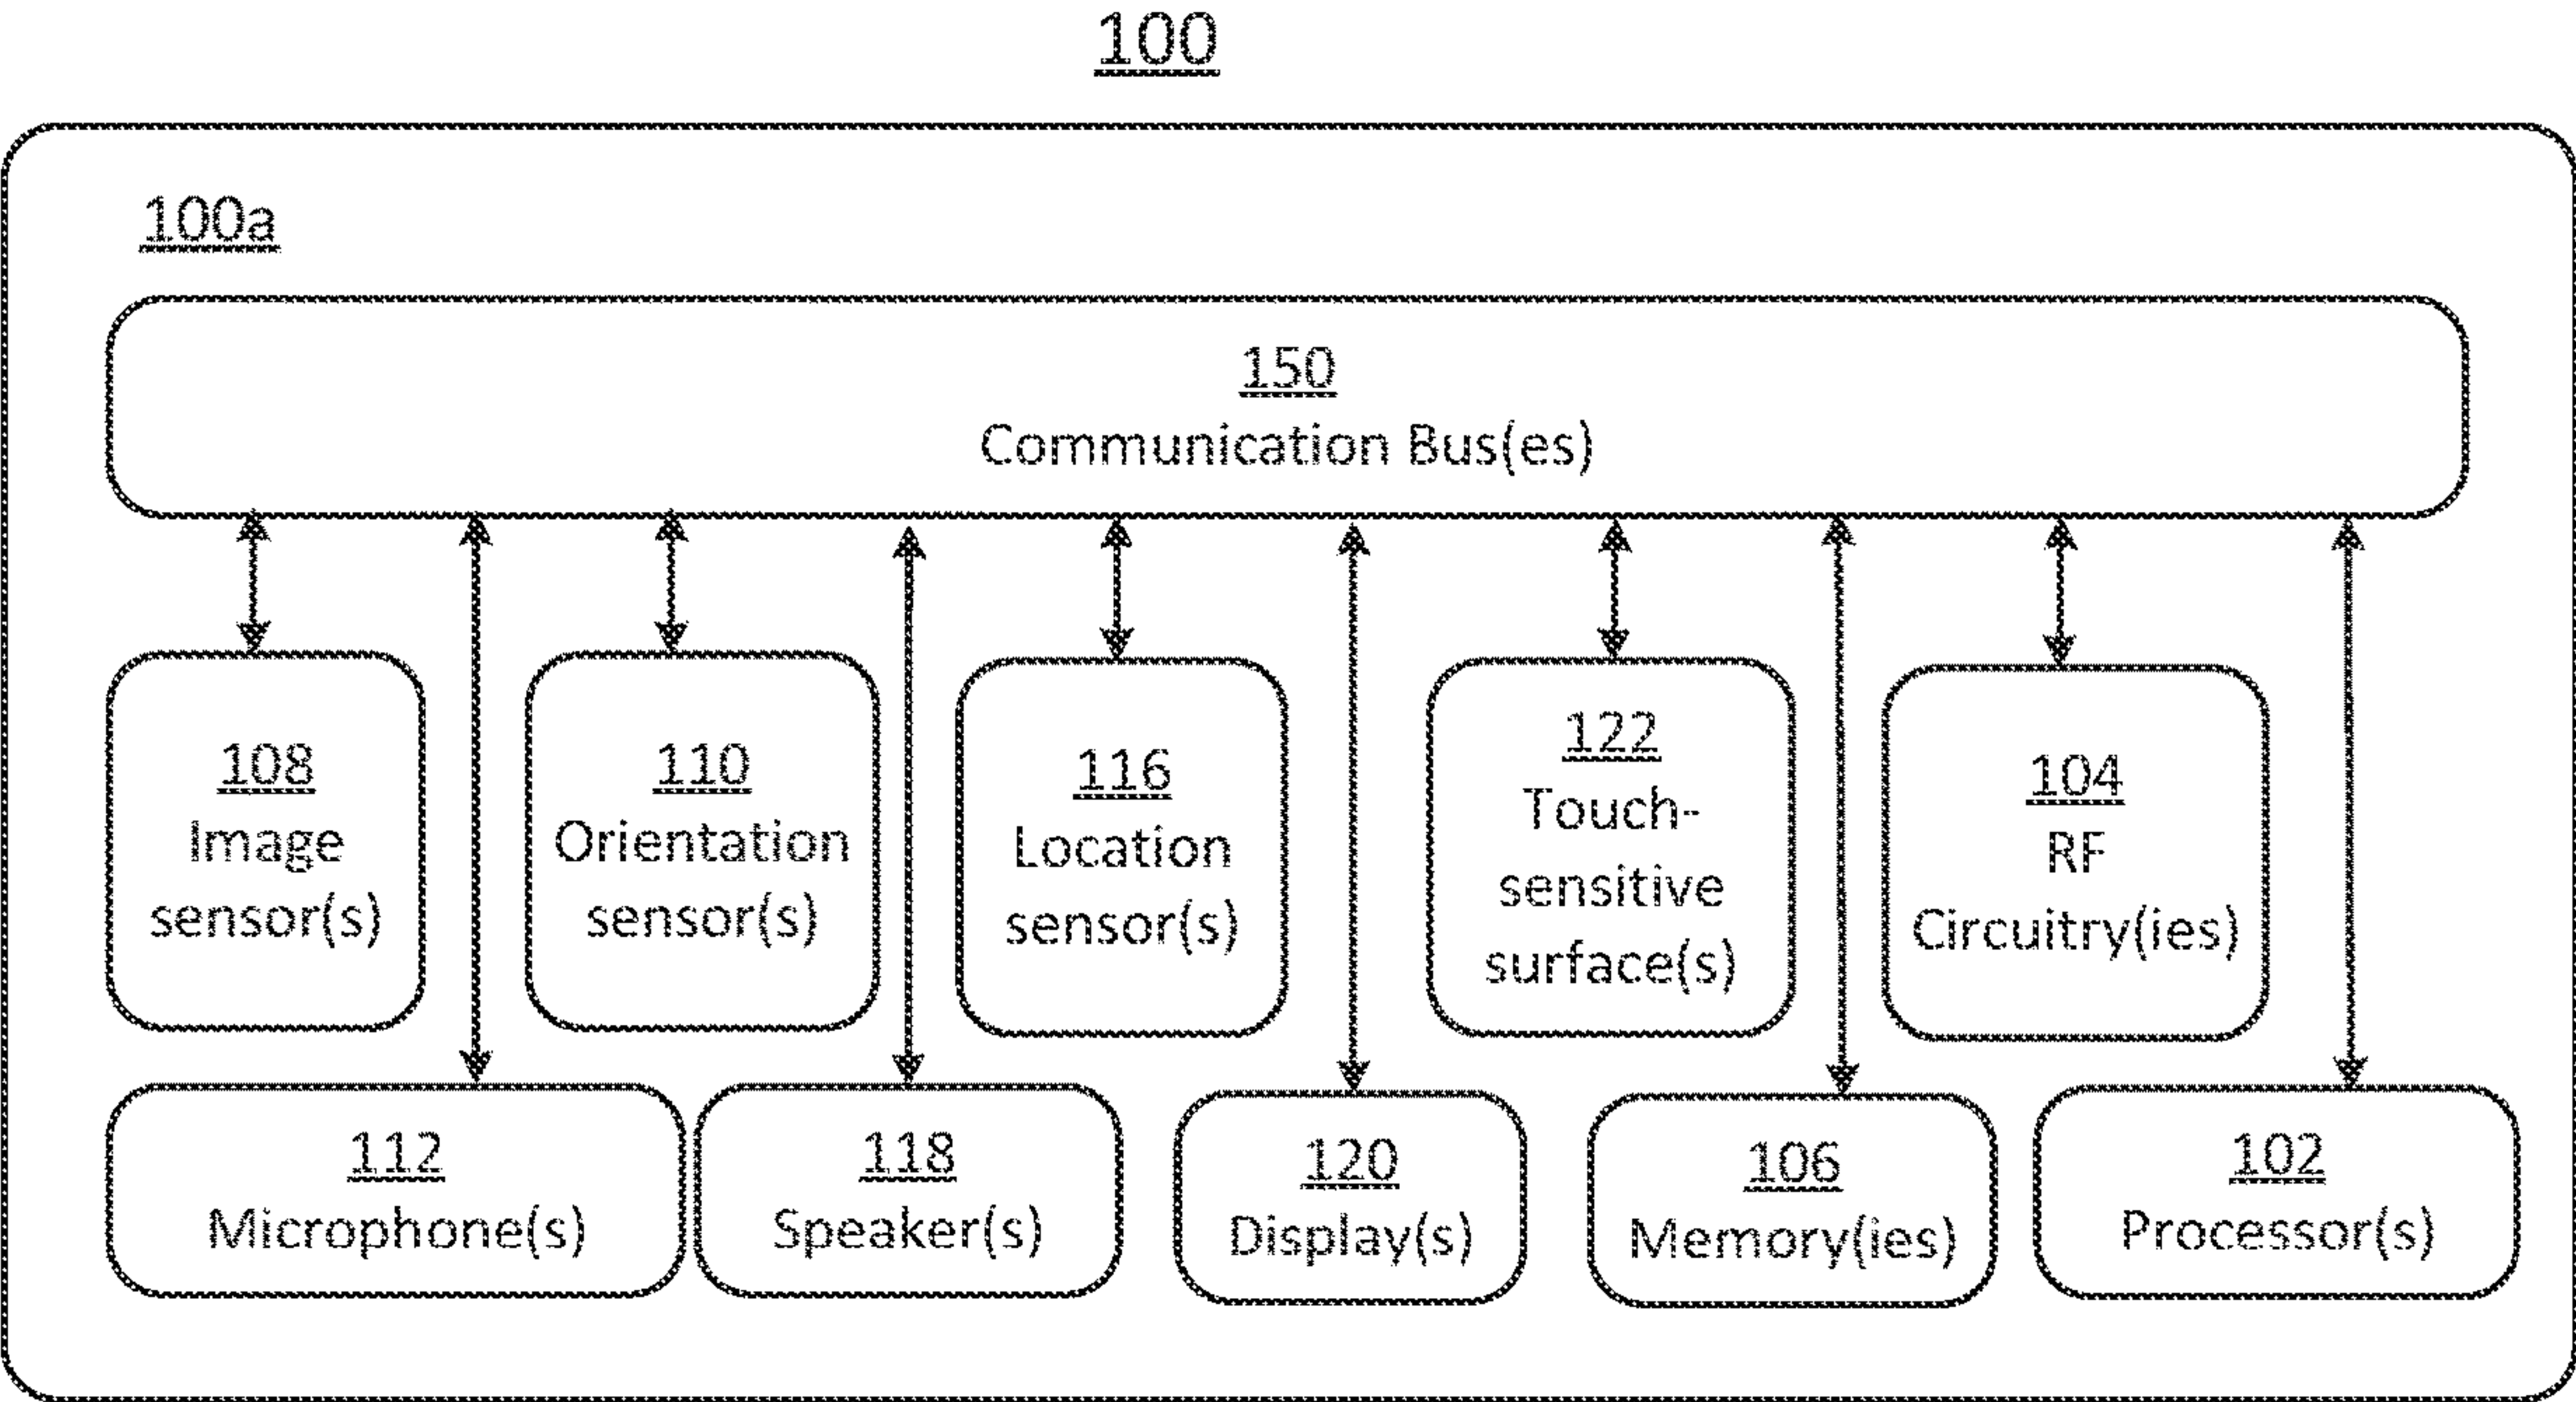 100
100a
150
Communication Bus(es)
108
Image
sensor(s)
110
Orientation
sensor(s)
116
Location
sensor(s)
122
Touch-
sensitive
surface(s)
104
RF
Circuitry(ies)
112
Microphone(s)
118
Speaker(s)
120
Display(s)
106
Memory(ies)
102
Processor(s)